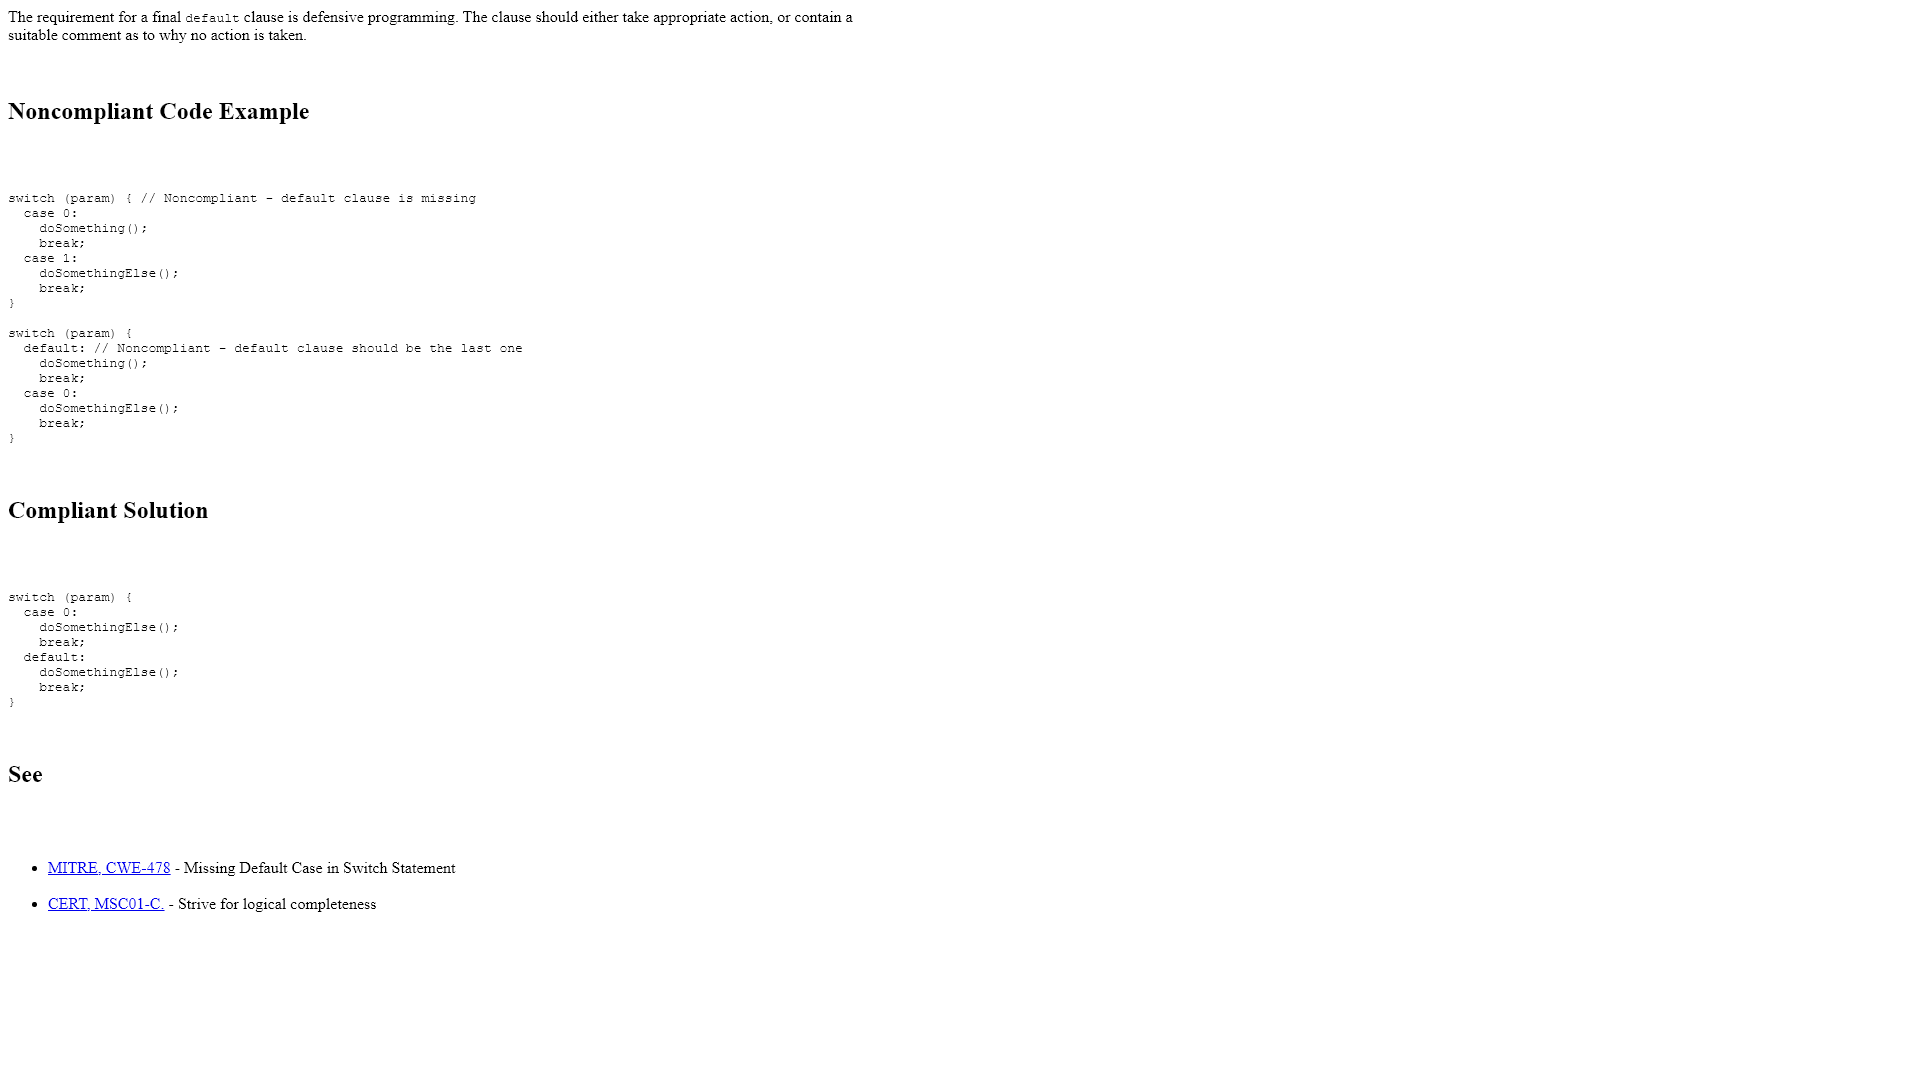 The requirement for a final default clause is defensive programming. The clause should either take appropriate action, or contain a
suitable comment as to why no action is taken.
Noncompliant Code Example
switch (param) { // Noncompliant - default clause is missing
  case 0:
    doSomething();
    break;
  case 1:
    doSomethingElse();
    break;
}
switch (param) {
  default: // Noncompliant - default clause should be the last one
    doSomething();
    break;
  case 0:
    doSomethingElse();
    break;
}
Compliant Solution
switch (param) {
  case 0:
    doSomethingElse();
    break;
  default:
    doSomethingElse();
    break;
}
See
• MITRE, CWE-478 - Missing Default Case in Switch Statement
• CERT, MSC01-C. - Strive for logical completeness